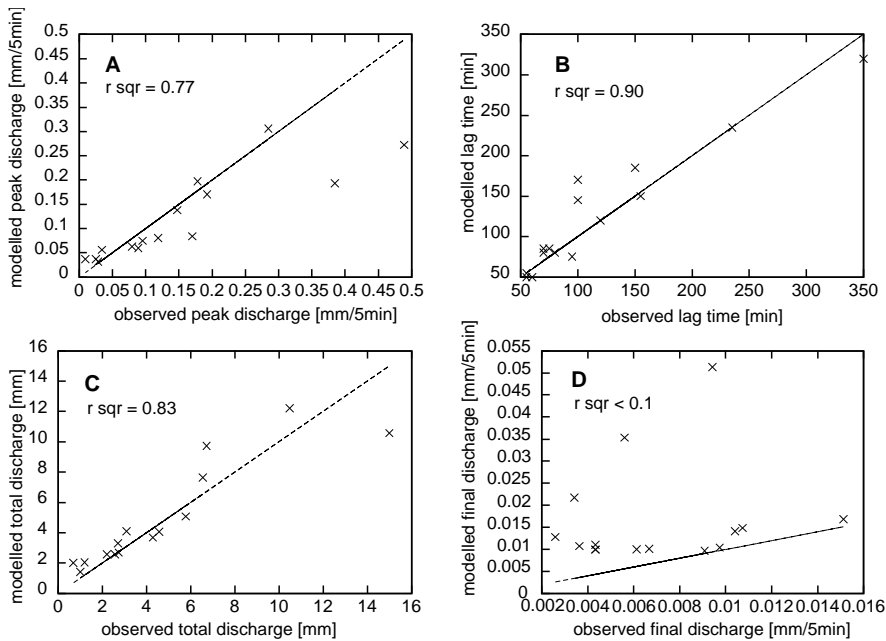 A
r sqr = 0.77
modelled peak discharge [mm/5min]
0.5
0.4
0.3
0.2
0.1
0.05
0
0 0.05 0.1 0.15 0.2 0.25 0.3 0.35 0.4 0.45 0.5
observed peak discharge [mm/5min]
B
r sqr = 0.90
modelled lag time [min]
350
300
250
200
150
100
50
50 100 150 200 250 300 350
observed lag time [min]
C
r sqr = 0.83
modelled total discharge [mm]
16
14
12
10
8
6
4
2
0
0 2 4 6 8 10 12 14 16
observed total discharge [mm]
D
r sqr < 0.1
modelled final discharge [mm/5min]
0.055
0.05
0.045
0.04
0.035
0.03
0.025
0.02
0.015
0.01
0.005
0
0.002 0.004 0.006 0.008 0.01 0.012 0.014 0.016
observed final discharge [mm/5min]